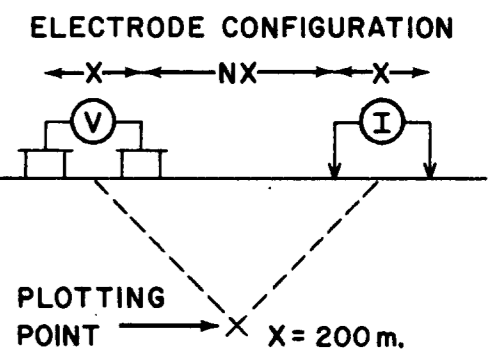 ELECTRODE CONFIGURATION
X NX X
V I
PLOTTING
POINT X = 200 m.